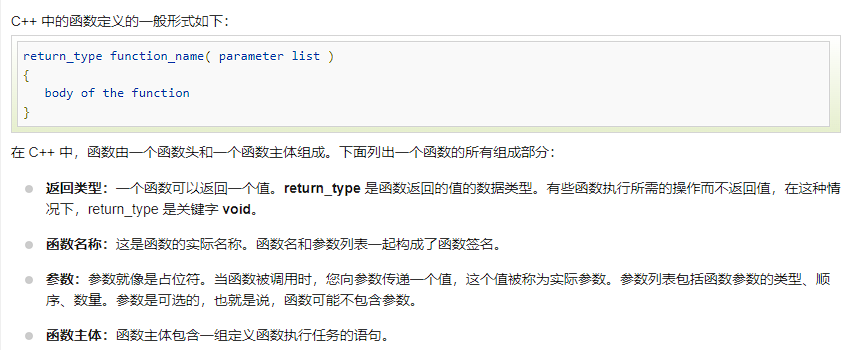 C++ 中的函数定义的一般形式如下：
return_type function_name( parameter list )
{
   body of the function
}
在 C++ 中，函数由一个函数头和一个函数主体组成。下面列出一个函数的所有组成部分：
返回类型：一个函数可以返回一个值。return_type 是函数返回的值的数据类型。有些函数执行所需的操作而不返回值，在这种情
况下，return_type 是关键字 void。
函数名称：这是函数的实际名称。函数名和参数列表一起构成了函数签名。
参数：参数就像是占位符。当函数被调用时，您向参数传递一个值，这个值被称为实际参数。参数列表包括函数参数的类型、顺
序、数量。参数是可选的，也就是说，函数可能不包含参数。
函数主体：函数主体包含一组定义函数执行任务的语句。